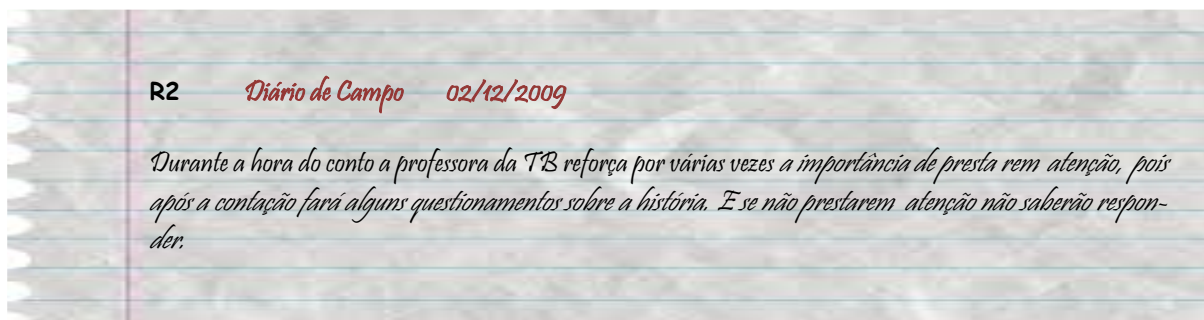 R2 Diário de Campo 02/12/2009
Durante a hora do conto a professora da TB reforça por várias vezes a importância de presta rem atenção, pois
após a contação fará alguns questionamentos sobre a história. E se não prestarem atenção não saberão respon-
der.